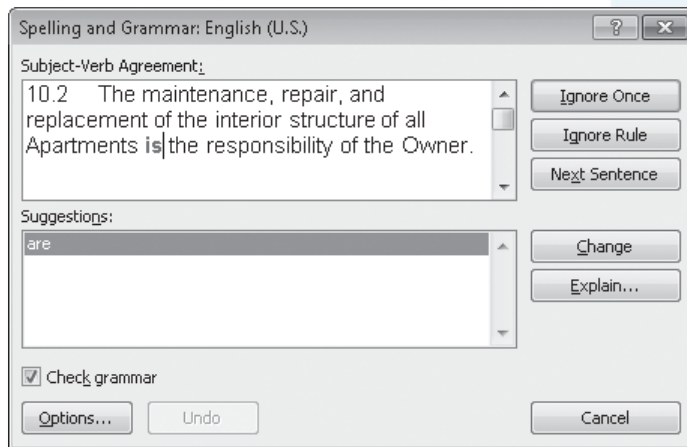 Spelling and Grammar: English (U.S.)
Subject-Verb Agreement:
10.2 The maintenance, repair, and
replacement of the interior structure of all
Apartments is the responsibility of the Owner.
Ignore Once
Ignore Rule
Next Sentence
Suggestions:
are
Change
Explain...
Check grammar
Options...
Undo
Cancel